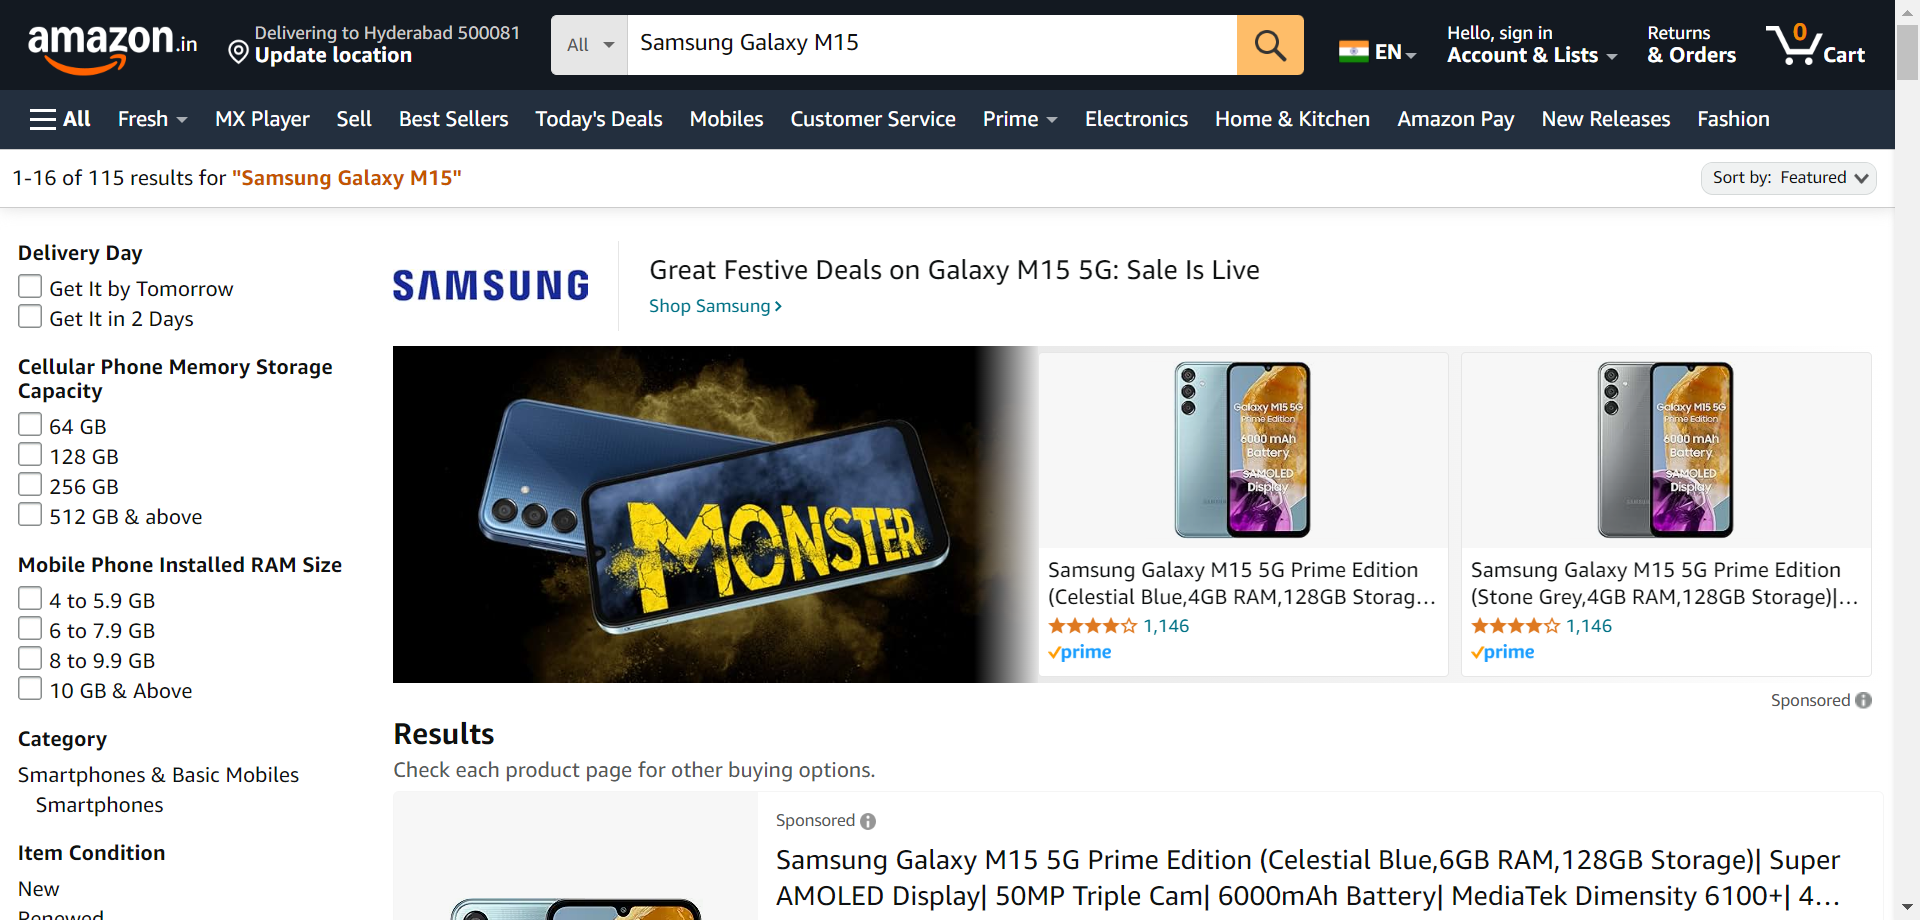 amazon.in
Delivering to Hyderabad 500081
Update location
All
Samsung Galaxy M15
EN
Hello, sign in
Account & Lists
Returns
& Orders
0
Cart
All
Fresh
MX Player
Sell
Best Sellers
Today's Deals
Mobiles
Customer Service
Prime
Electronics
Home & Kitchen
Amazon Pay
New Releases
Fashion
1-16 of 115 results for "Samsung Galaxy M15"
Sort by: Featured
Delivery Day
Get It by Tomorrow
Get It in 2 Days
Cellular Phone Memory Storage
Capacity
64 GB
128 GB
256 GB
512 GB & above
Mobile Phone Installed RAM Size
4 to 5.9 GB
6 to 7.9 GB
8 to 9.9 GB
10 GB & Above
Category
Smartphones & Basic Mobiles
Smartphones
Item Condition
New
Renewed
SAMSUNG
Great Festive Deals on Galaxy M15 5G: Sale Is Live
Shop Samsung
MONSTER
Galaxy M15 5G
Prime Edition
6000 mAh
Battery
sAMOLED
Display
Samsung Galaxy M15 5G Prime Edition
(Celestial Blue,4GB RAM,128GB Storag…
1,146
prime
Galaxy M15 5G
Prime Edition
6000 mAh
Battery
sAMOLED
Display
Samsung Galaxy M15 5G Prime Edition
(Stone Grey,4GB RAM,128GB Storage)|…
1,146
prime
Sponsored
Results
Check each product page for other buying options.
Sponsored
Samsung Galaxy M15 5G Prime Edition (Celestial Blue,6GB RAM,128GB Storage)| Super
AMOLED Display| 50MP Triple Cam| 6000mAh Battery| MediaTek Dimensity 6100+| 4…